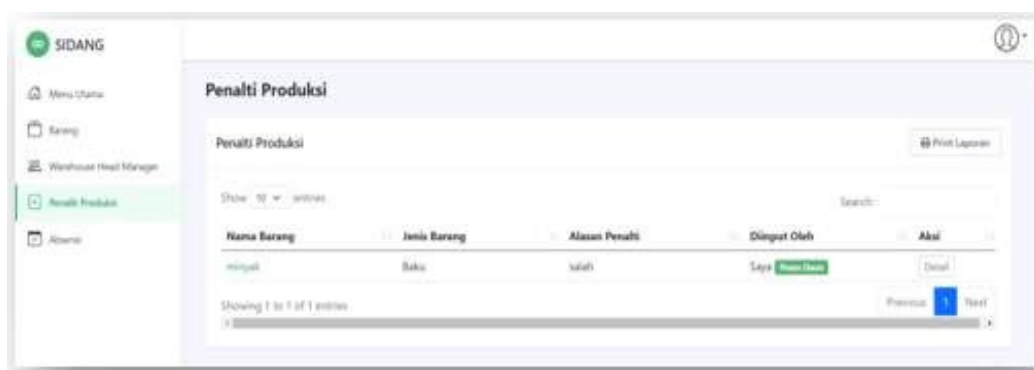 SIDANG
Menu Utama
Barang
Warehouse Head Manager
Penalti Produksi
Absensi
Penalti Produksi
Penalti Produksi
Print Laporan
Show 10 entries
Search:
Nama Barang Jenis Barang Alasan Penalti Diinput Oleh Aksi
minyak Baku salah Saya Detail
Showing 1 to 1 of 1 entries
Previous 1 Next